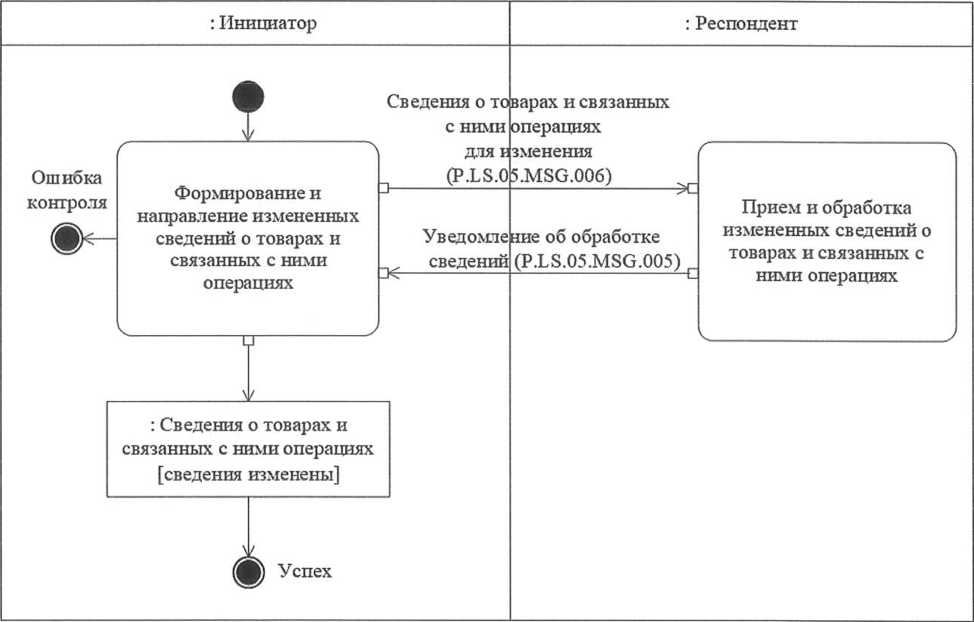 : Инициатор
: Респондент
Сведения о товарах и связанных
с ними операциях
для изменения
(P.LS.05.MSG.006)
Ошибка
контроля
Формирование и
направление измененных
сведений о товарах и
связанных с ними
операциях
Уведомление об обработке
сведений (P.LS.05.MSG.005)
Прием и обработка
измененных сведений о
товарах и связанных с
ними операциях
: Сведения о товарах и
связанных с ними операциях
[сведения изменены]
Успех